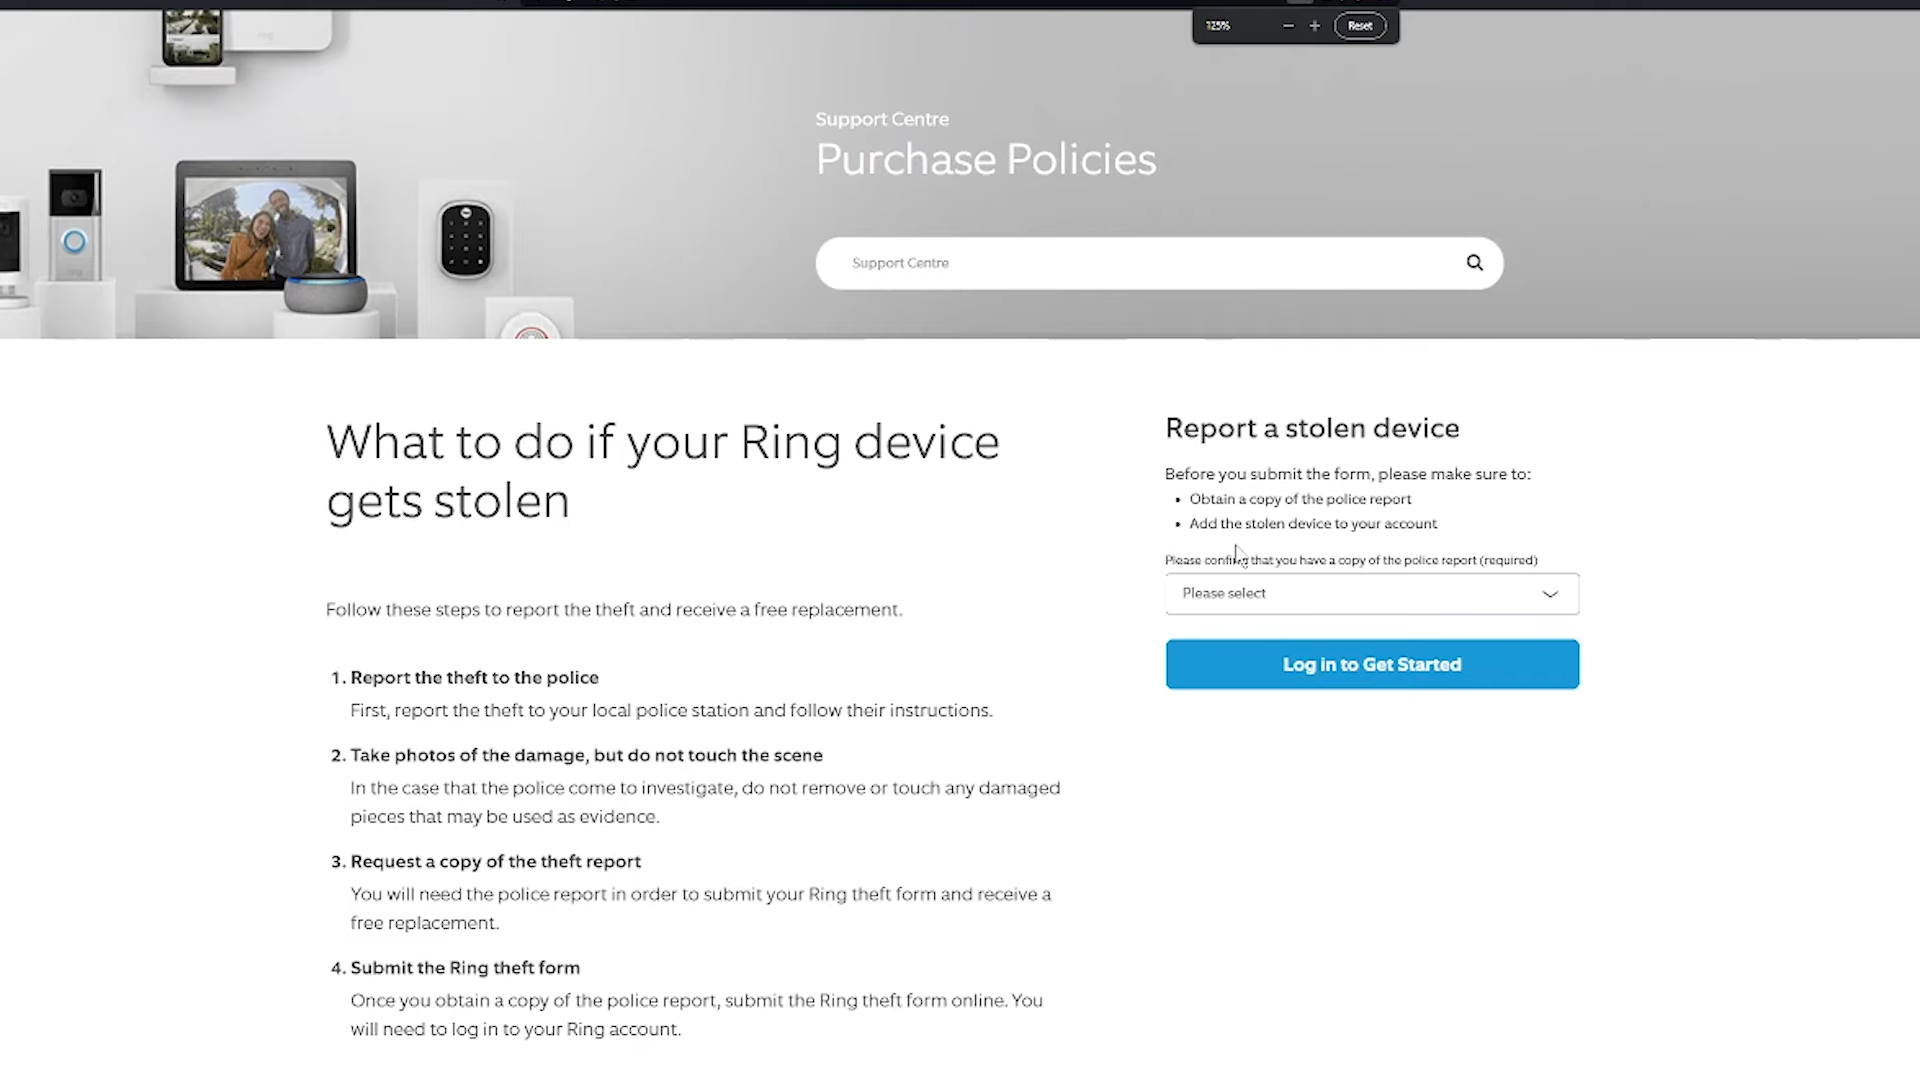 125%
Reset
Support Centre
Purchase Policies
Support Centre
What to do if your Ring device
gets stolen
Follow these steps to report the theft and receive a free replacement.
1. Report the theft to the police
First, report the theft to your local police station and follow their instructions.
2. Take photos of the damage, but do not touch the scene
In the case that the police come to investigate, do not remove or touch any damaged
pieces that may be used as evidence.
3. Request a copy of the theft report
You will need the police report in order to submit your Ring theft form and receive a
free replacement.
4. Submit the Ring theft form
Once you obtain a copy of the police report, submit the Ring theft form online. You
will need to log in to your Ring account.
Report a stolen device
Before you submit the form, please make sure to:
• Obtain a copy of the police report
• Add the stolen device to your account
Please confirm that you have a copy of the police report (required)
Please select
Log in to Get Started